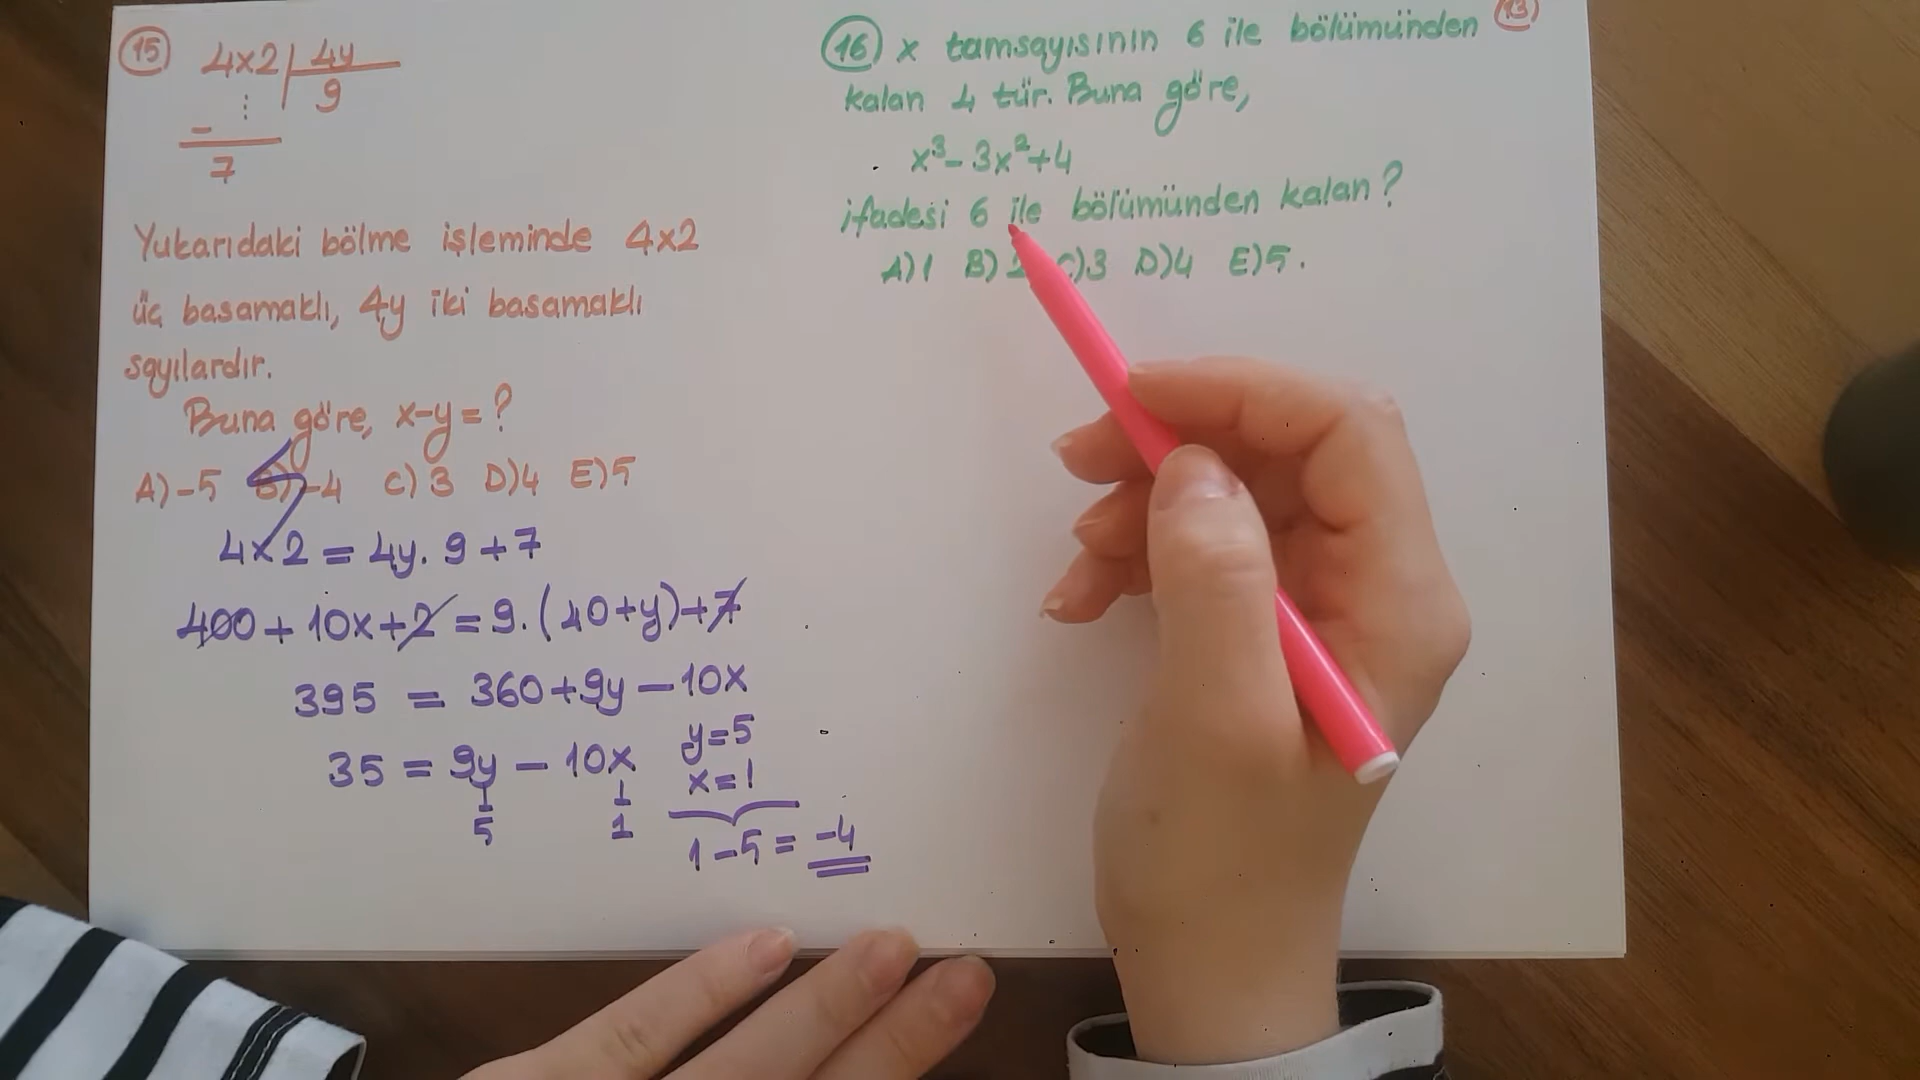 15 4x2 | 4y
9
⋮
-
7
Yukarıdaki bölme işleminde 4x2
üç basamaklı, 4y iki basamaklı
sayılardır.
Buna göre, x-y=?
A)-5 B)-4 C)3 D)4 E)5
4x2 = 4y. 9 + 7
400 + 10x + 2 = 9. (40+y)+7
395 = 360+9y - 10x
35 = 9y - 10x
5 1
y=5
x=1
1-5 = -4
16 x tamsayısının 6 ile bölümünden
13
kalan 4 tür. Buna göre,
x³- 3x²+4
ifadesi 6 ile bölümünden kalan?
A)1 B)2 C)3 D)4 E)5.